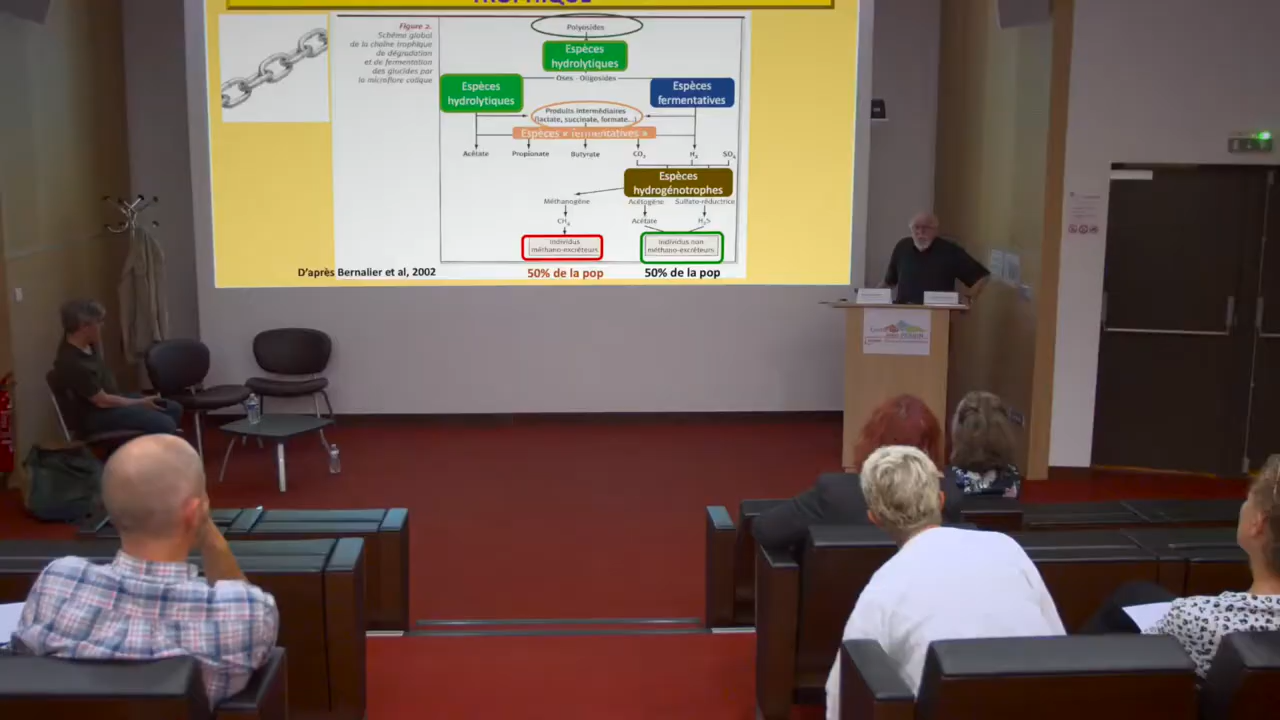 TROPHIQUE
Figure 2.
Schéma global
de la chaîne trophique
de dégradation
et de fermentation
des glucides par
la microflore colique
Polyosides
Espèces
hydrolytiques
Oses - Oligosides
Espèces
hydrolytiques
Espèces
fermentatives
Produits intermédiaires
(lactate, succinate, formate...)
Espèces « fermentatives »
Acétate
Propionate
Butyrate
CO₂
H₂
SO₄
Espèces
hydrogénotrophes
Méthanogène
Acétogène
Sulfato-réductrice
CH₄
Acétate
H₂S
Individus
méthano-excréteurs
Individus non
méthano-excréteurs
D'après Bernalier et al, 2002
50% de la pop
50% de la pop